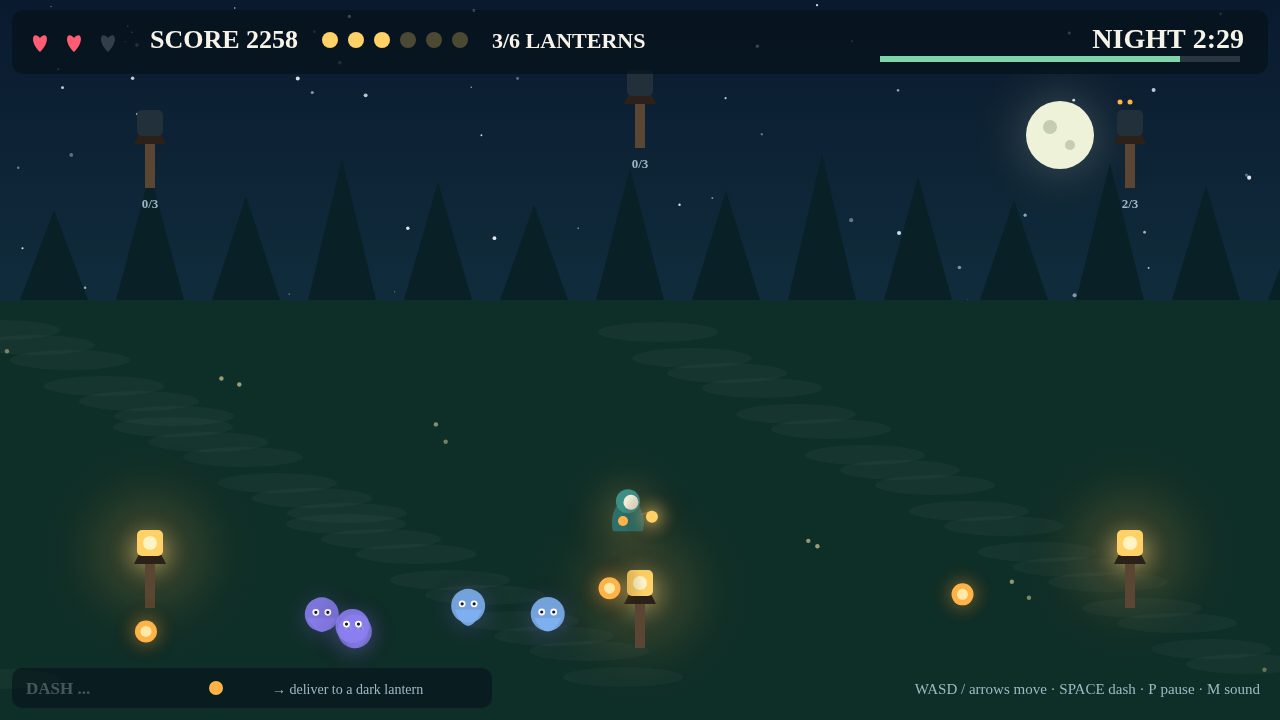 SCORE 2258
3/6 LANTERNS
NIGHT 2:29
0/3
0/3
2/3
DASH ...
→ deliver to a dark lantern
WASD / arrows move · SPACE dash · P pause · M sound